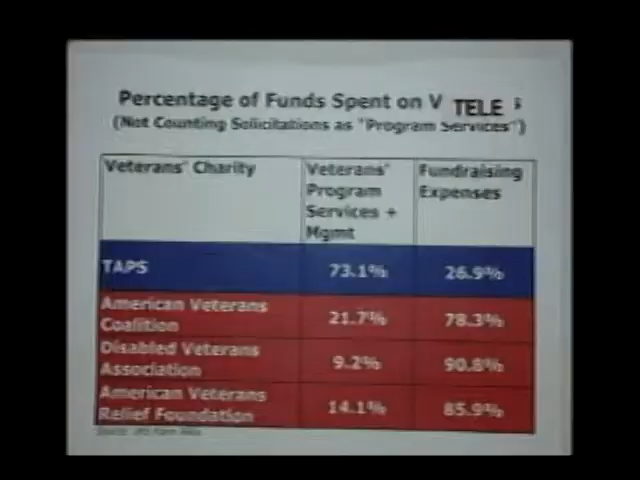 Percentage of Funds Spent on V TELE s
(Not Counting Solicitations as "Program Services")
Veterans' Charity
Veterans' Program Services + Mgmt
Fundraising Expenses
TAPS 73.1% 26.9%
American Veterans Coalition 21.7% 78.3%
Disabled Veterans Association 9.2% 90.8%
American Veterans Relief Foundation 14.1% 85.9%